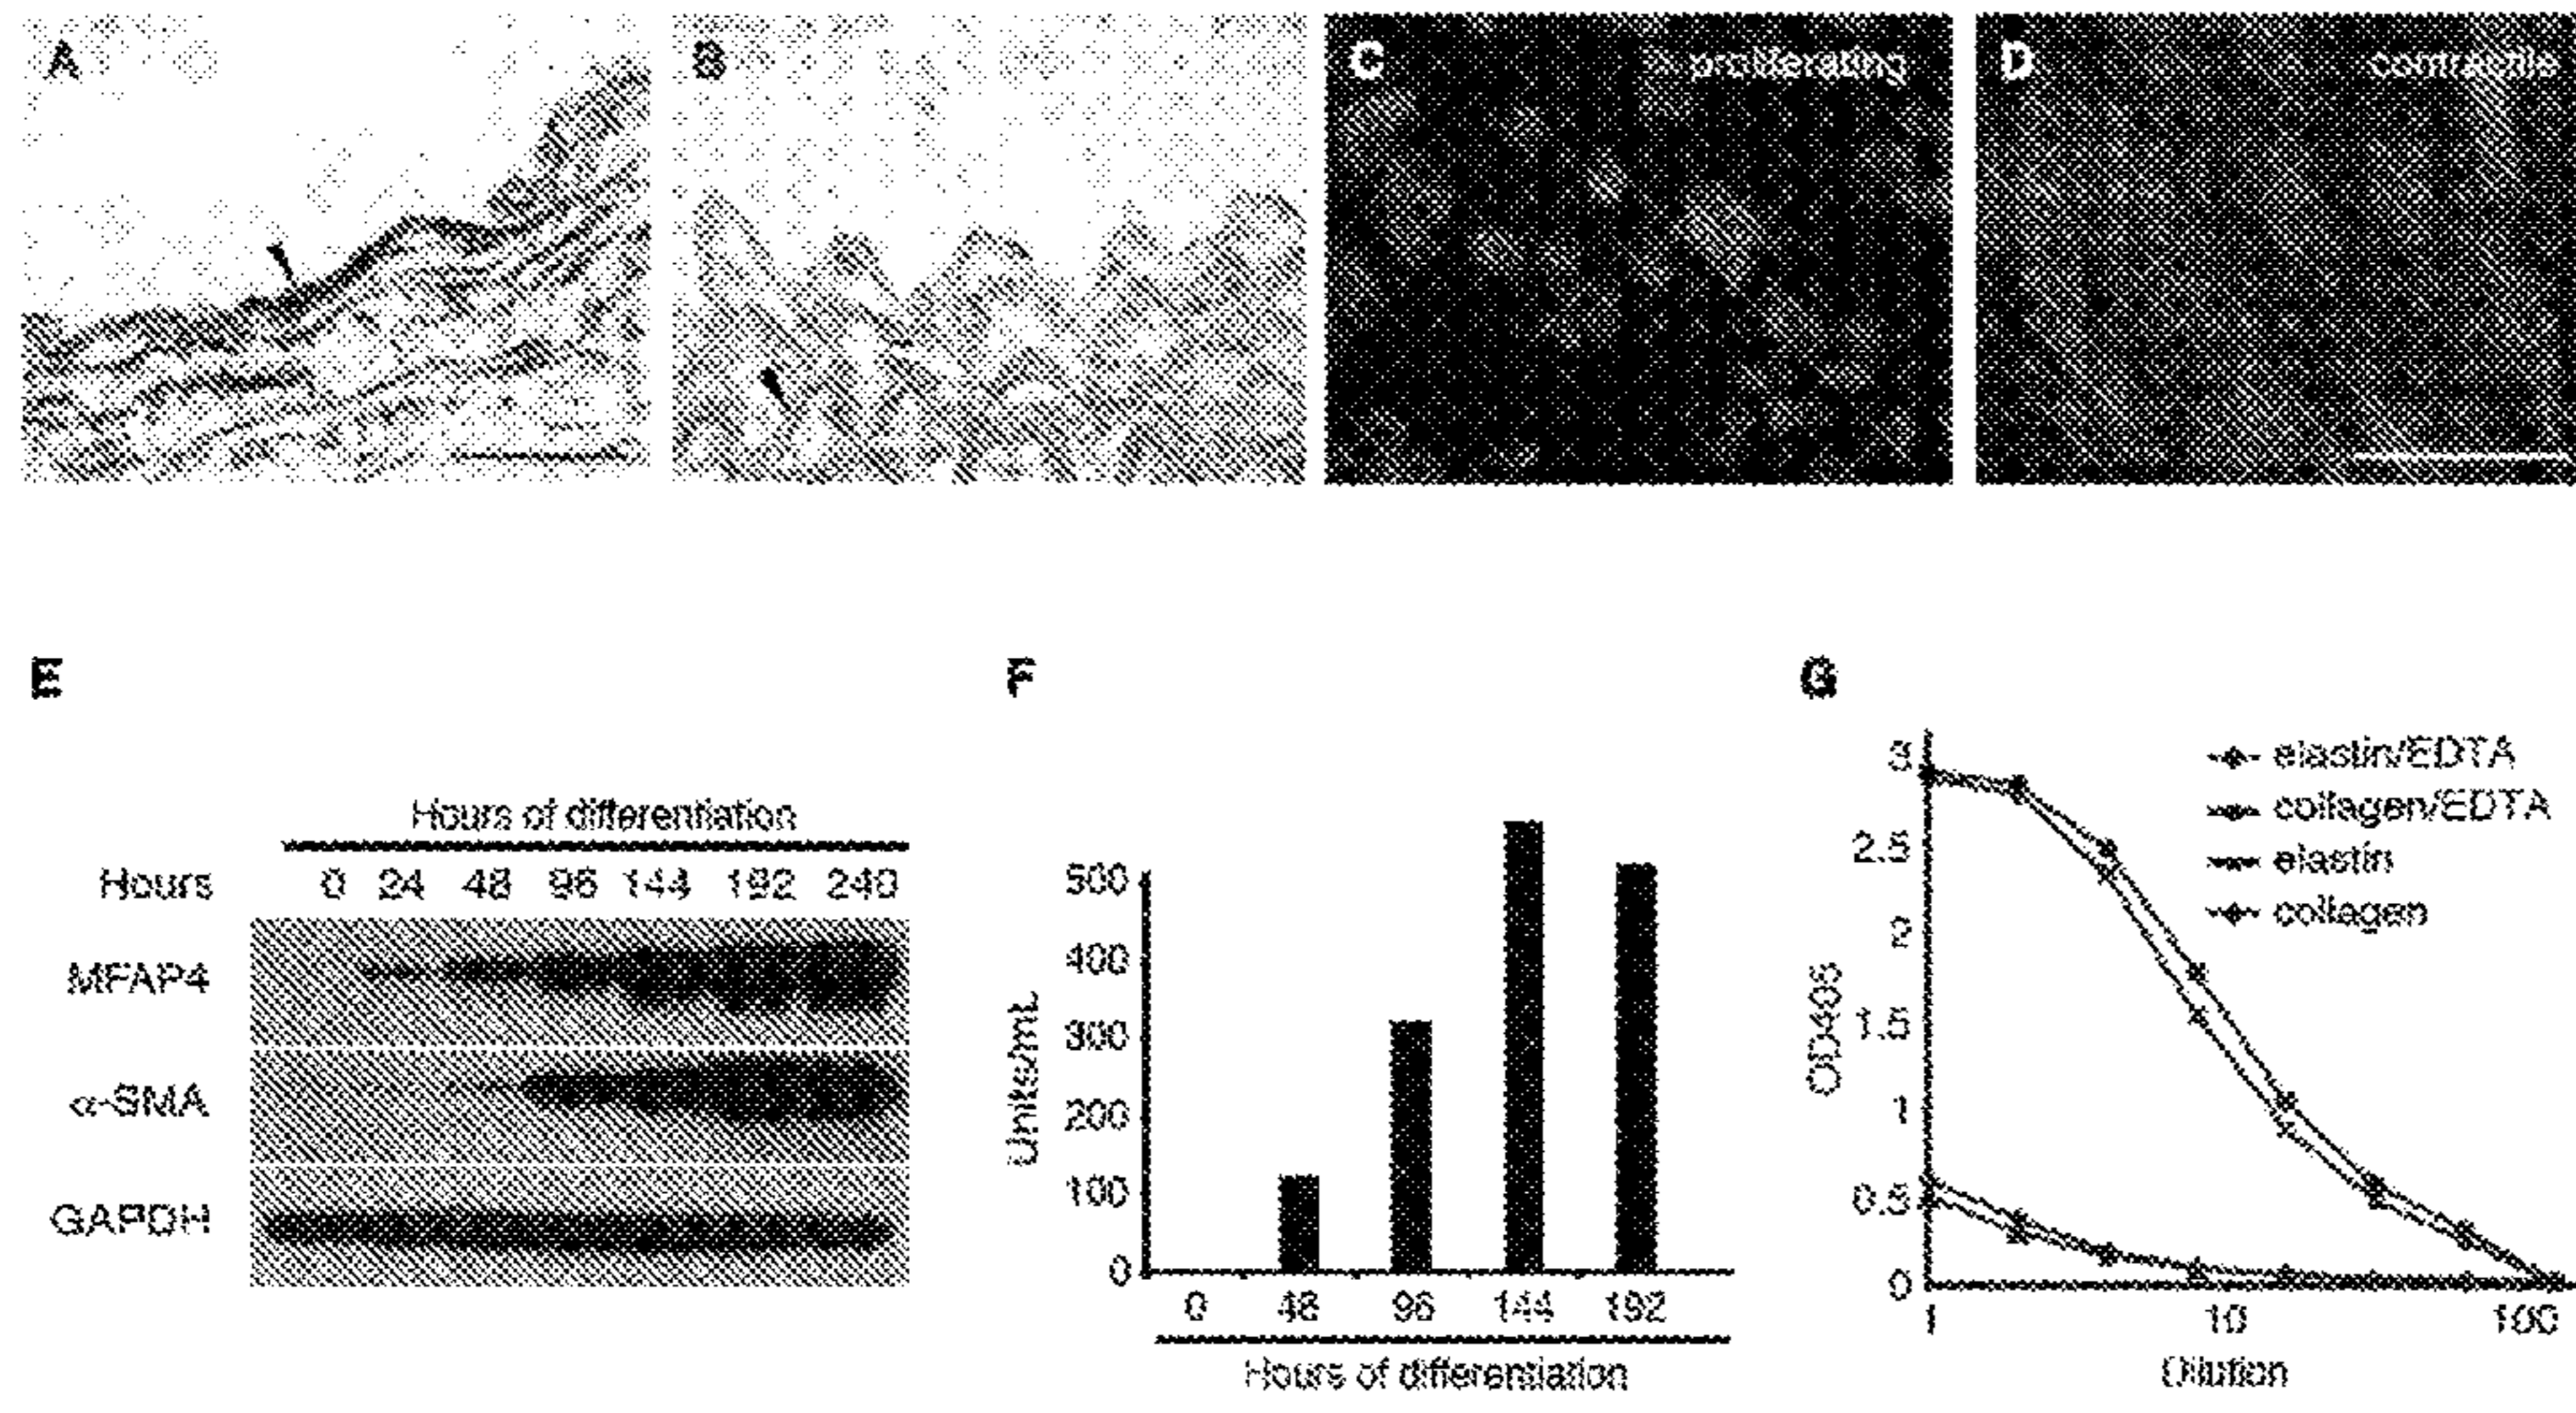 A
B
C
proliferating
D
contractile
E
Hours of differentiation
Hours 0 24 48 96 144 192 240
MFAP4
α-SMA
GAPDH
F
Units/mL
500
400
300
200
100
0
0 48 96 144 192
Hours of differentiation
G
OD405
3
2.5
2
1.5
1
0.5
0
1 10 100
Dilution
elastin/EDTA
collagen/EDTA
elastin
collagen